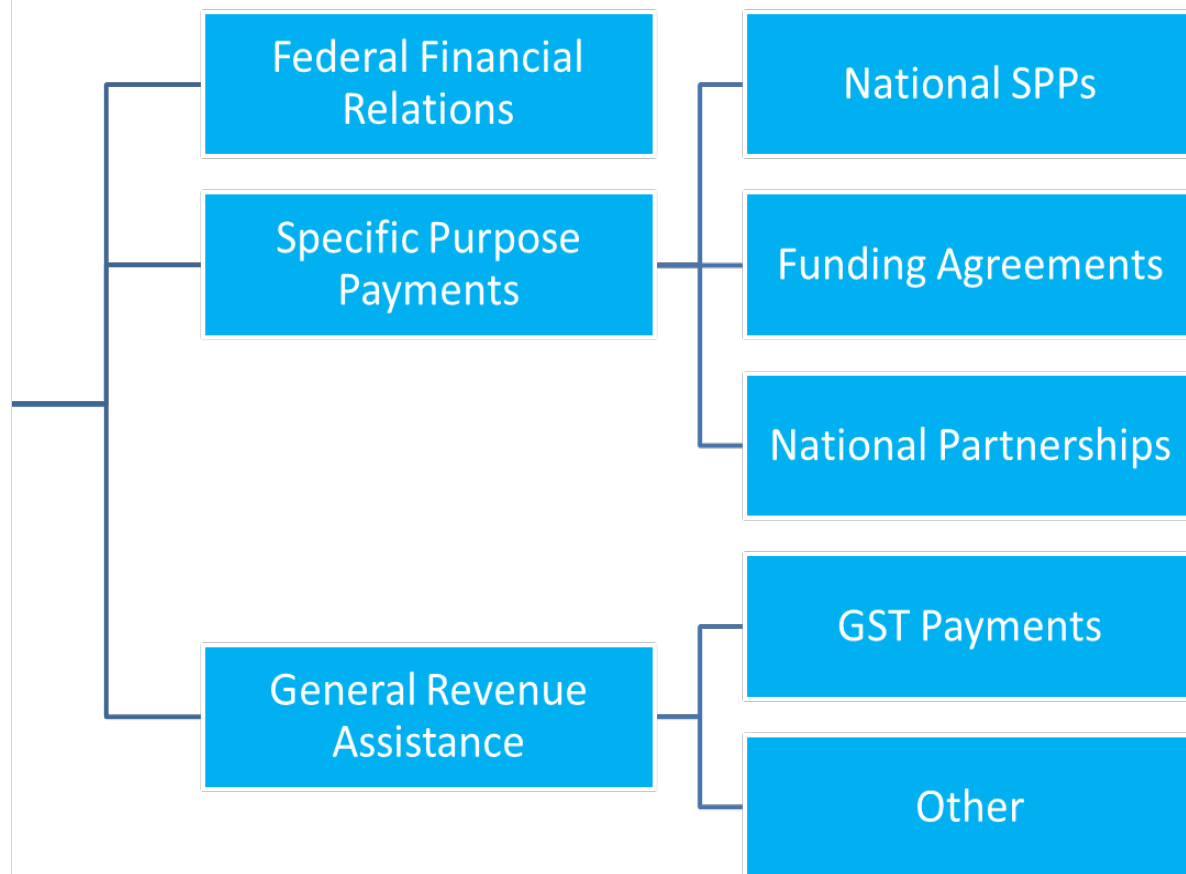 Federal Financial
Relations
National SPPs
Specific Purpose
Payments
Funding Agreements
National Partnerships
General Revenue
Assistance
GST Payments
Other